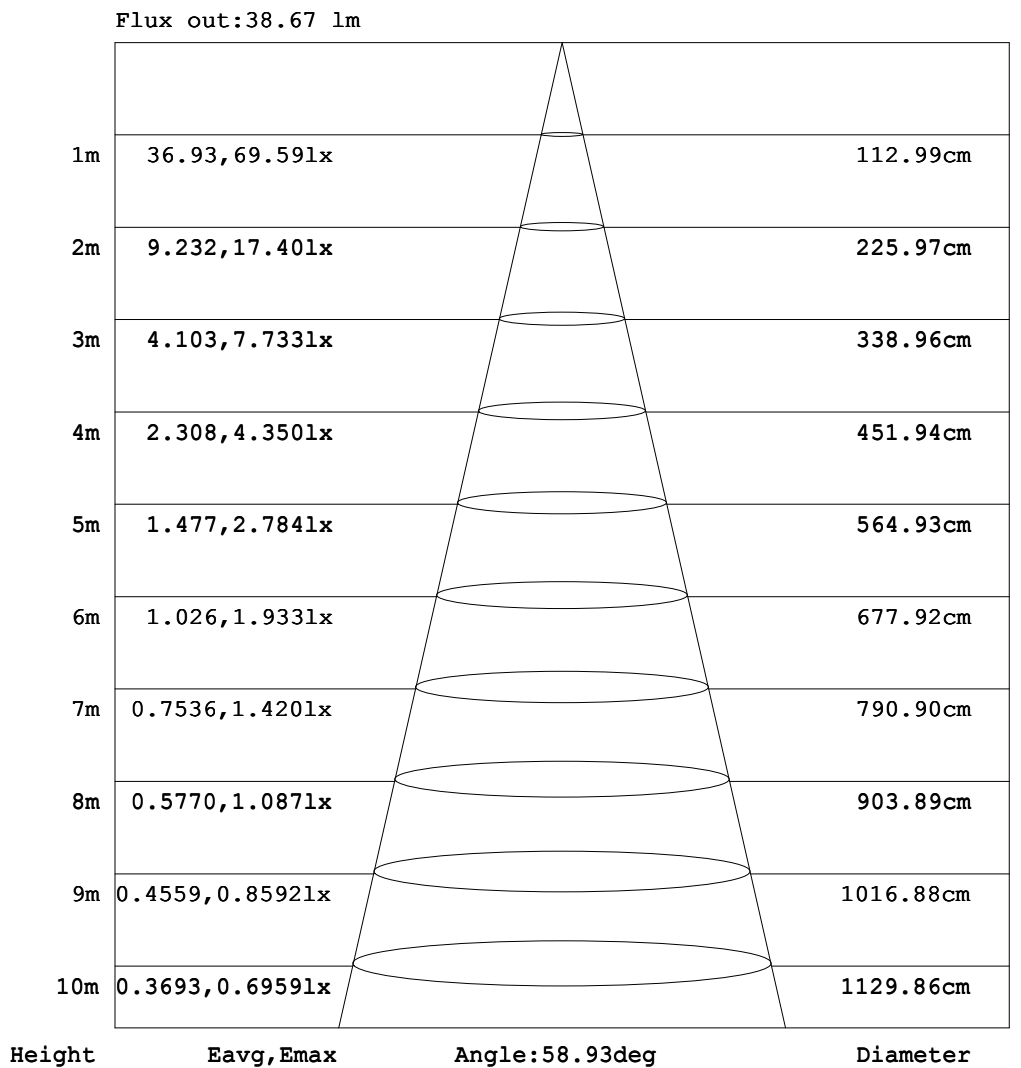 Flux out:38.67 lm
1m 36.93,69.59lx 112.99cm
2m 9.232,17.40lx 225.97cm
3m 4.103,7.733lx 338.96cm
4m 2.308,4.350lx 451.94cm
5m 1.477,2.784lx 564.93cm
6m 1.026,1.933lx 677.92cm
7m 0.7536,1.420lx 790.90cm
8m 0.5770,1.087lx 903.89cm
9m 0.4559,0.8592lx 1016.88cm
10m 0.3693,0.6959lx 1129.86cm
Height Eavg,Emax Angle:58.93deg Diameter